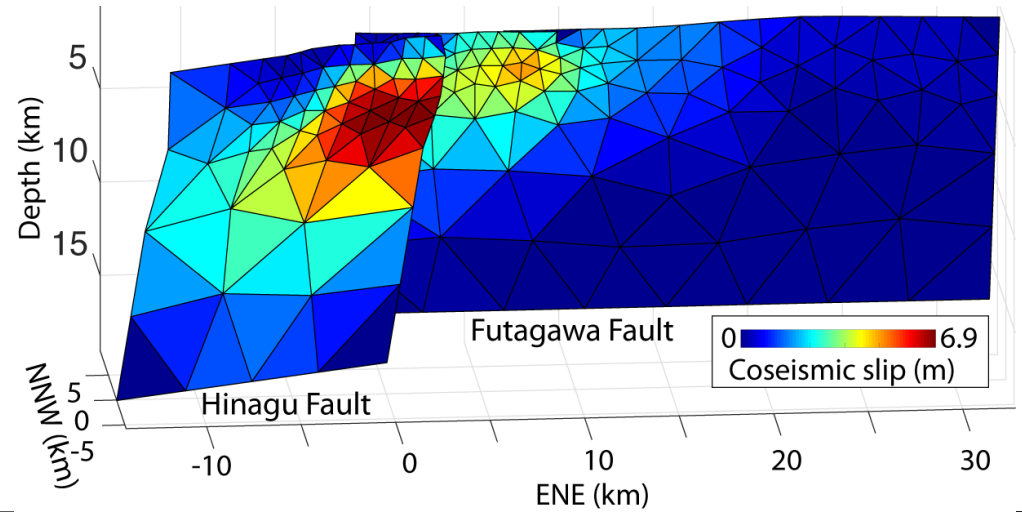 5
10
15
Depth (km)
Futagawa Fault
0 6.9
Coseismic slip (m)
Hinagu Fault
NNW (km)
5
0
-5
-10 0 10 20 30
ENE (km)